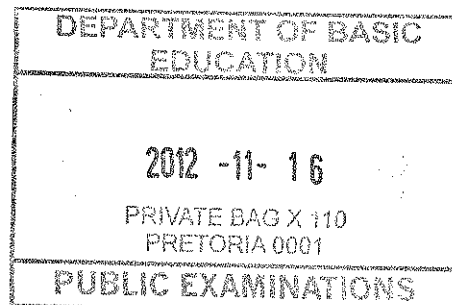 DEPARTMENT OF BASIC
EDUCATION
2012 -11- 16
PRIVATE BAG X 110
PRETORIA 0001
PUBLIC EXAMINATIONS